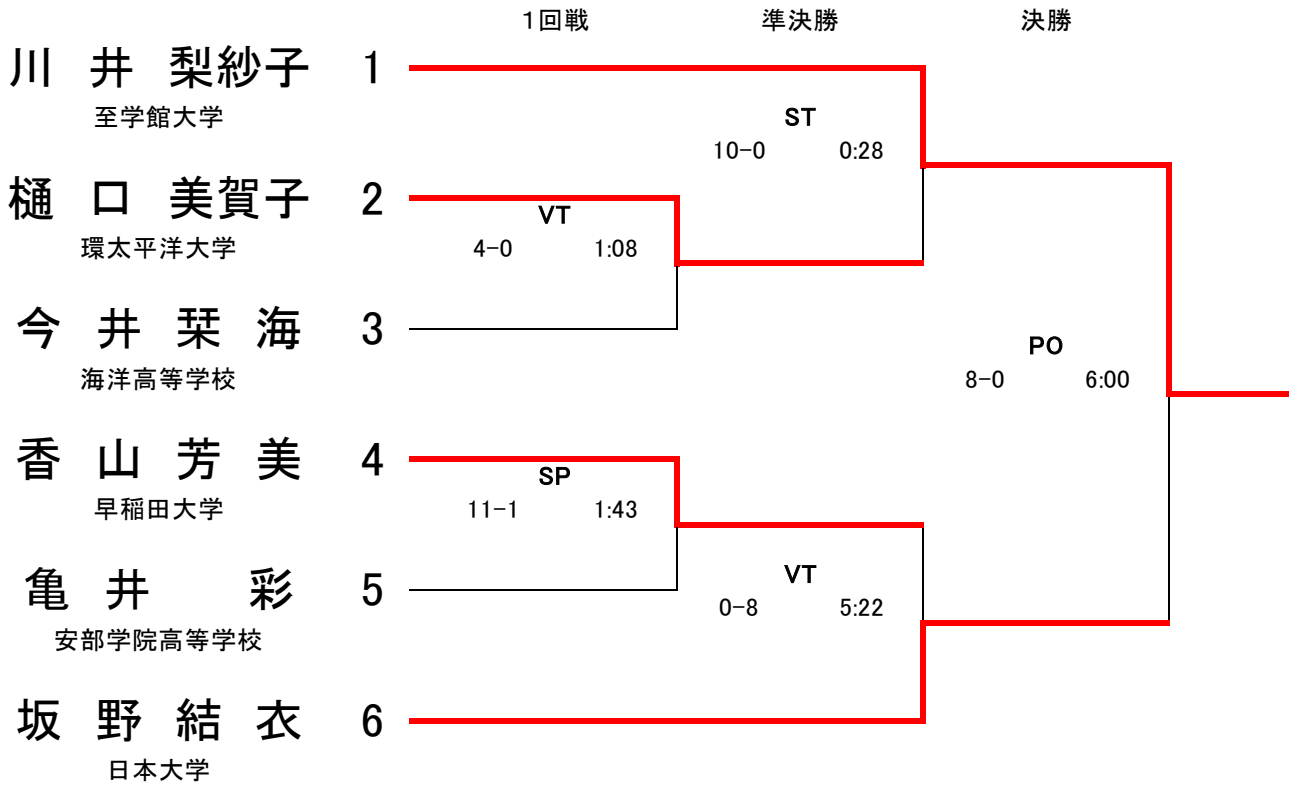 1回戦 準決勝 決勝
川 井 梨紗子 1
至学館大学
ST
10-0 0:28
樋 口 美賀子 2
VT
環太平洋大学
4-0 1:08
今 井 栞 海 3
海洋高等学校
PO
8-0 6:00
香 山 芳 美 4
SP
早稲田大学
11-1 1:43
亀 井 彩 5
VT
0-8 5:22
安部学院高等学校
坂 野 結 衣 6
日本大学